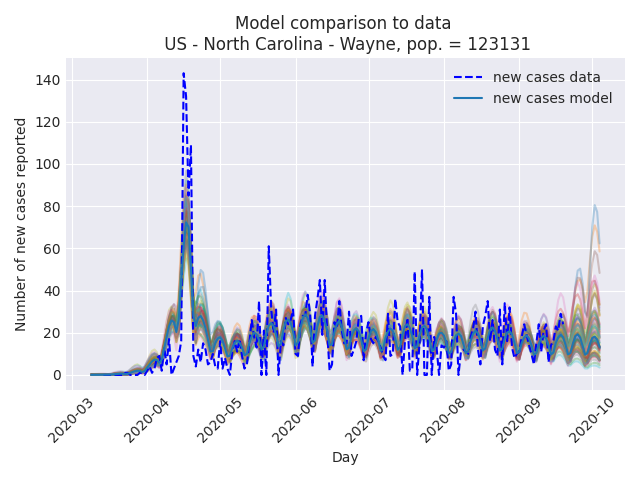 Model comparison to data
US - North Carolina - Wayne, pop. = 123131
new cases data
new cases model
Number of new cases reported
140
120
100
80
60
40
20
0
2020-03
2020-04
2020-05
2020-06
2020-07
2020-08
2020-09
2020-10
Day